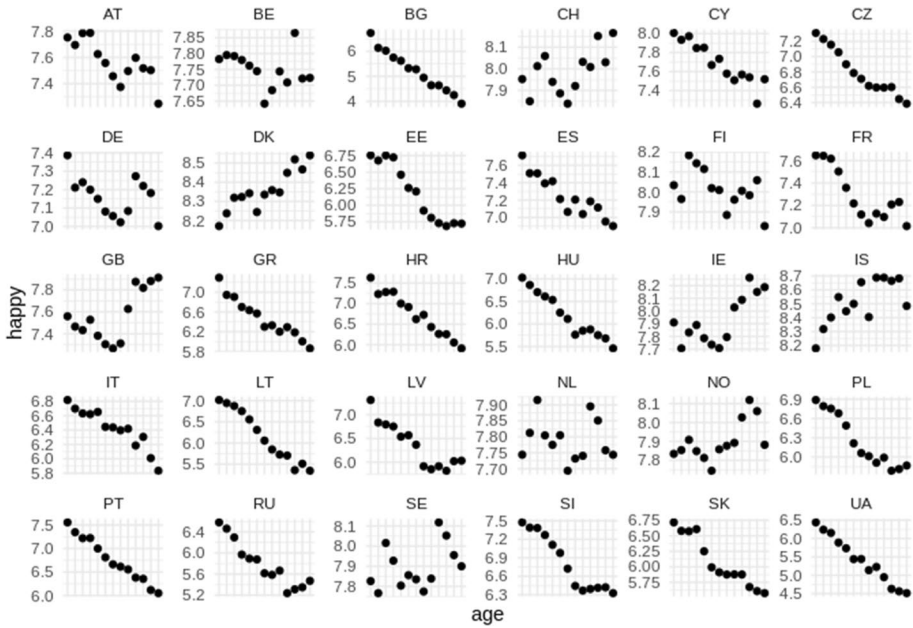 AT BE BG CH CY CZ
7.8 7.6 7.4
7.85 7.80 7.75 7.70 7.65
6 5 4
8.1 8.0 7.9
8.0 7.8 7.6 7.4
7.2 7.0 6.8 6.6 6.4
DE DK EE ES FI FR
7.4 7.3 7.2 7.1 7.0
8.5 8.4 8.3 8.2
6.75 6.50 6.25 6.00 5.75
7.6 7.4 7.2 7.0
8.2 8.1 8.0 7.9
7.6 7.4 7.2 7.0
GB GR HR HU IE IS
7.8 7.6 7.4
7.0 6.6 6.2 5.8
7.5 7.0 6.5 6.0
7.0 6.5 6.0 5.5
8.2 8.1 8.0 7.9 7.8 7.7
8.7 8.6 8.5 8.4 8.3 8.2
happy
IT LT LV NL NO PL
6.8 6.6 6.4 6.2 6.0 5.8
7.0 6.5 6.0 5.5
7.0 6.5 6.0
7.90 7.85 7.80 7.75 7.70
8.1 8.0 7.9 7.8
6.9 6.6 6.3 6.0
PT RU SE SI SK UA
7.5 7.0 6.5 6.0
6.4 6.0 5.6 5.2
8.1 8.0 7.9 7.8
7.5 7.2 6.9 6.6 6.3
6.75 6.50 6.25 6.00 5.75
6.5 6.0 5.5 5.0 4.5
age